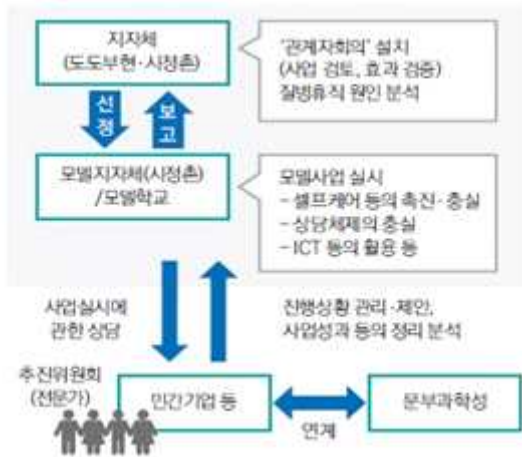 지자체
(도도부현·시정촌)
'관계자회의' 설치
(사업 검토, 효과 검증)
질병휴직 원인 분석
선정
보고
모델지자체(시정촌)
/모델학교
모델사업 실시
– 셀프케어 등의 촉진·충실
– 상담체제의 충실
– ICT 등의 활용 등
사업실시에
관한 상담
진행상황 관리·제안,
사업성과 등의 정리 분석
추진위원회
(전문가)
민간기업 등
연계
문부과학성